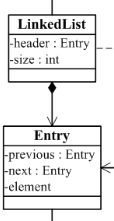 LinkedList
-header : Entry
-size : int
Entry
-previous : Entry
-next : Entry
-element